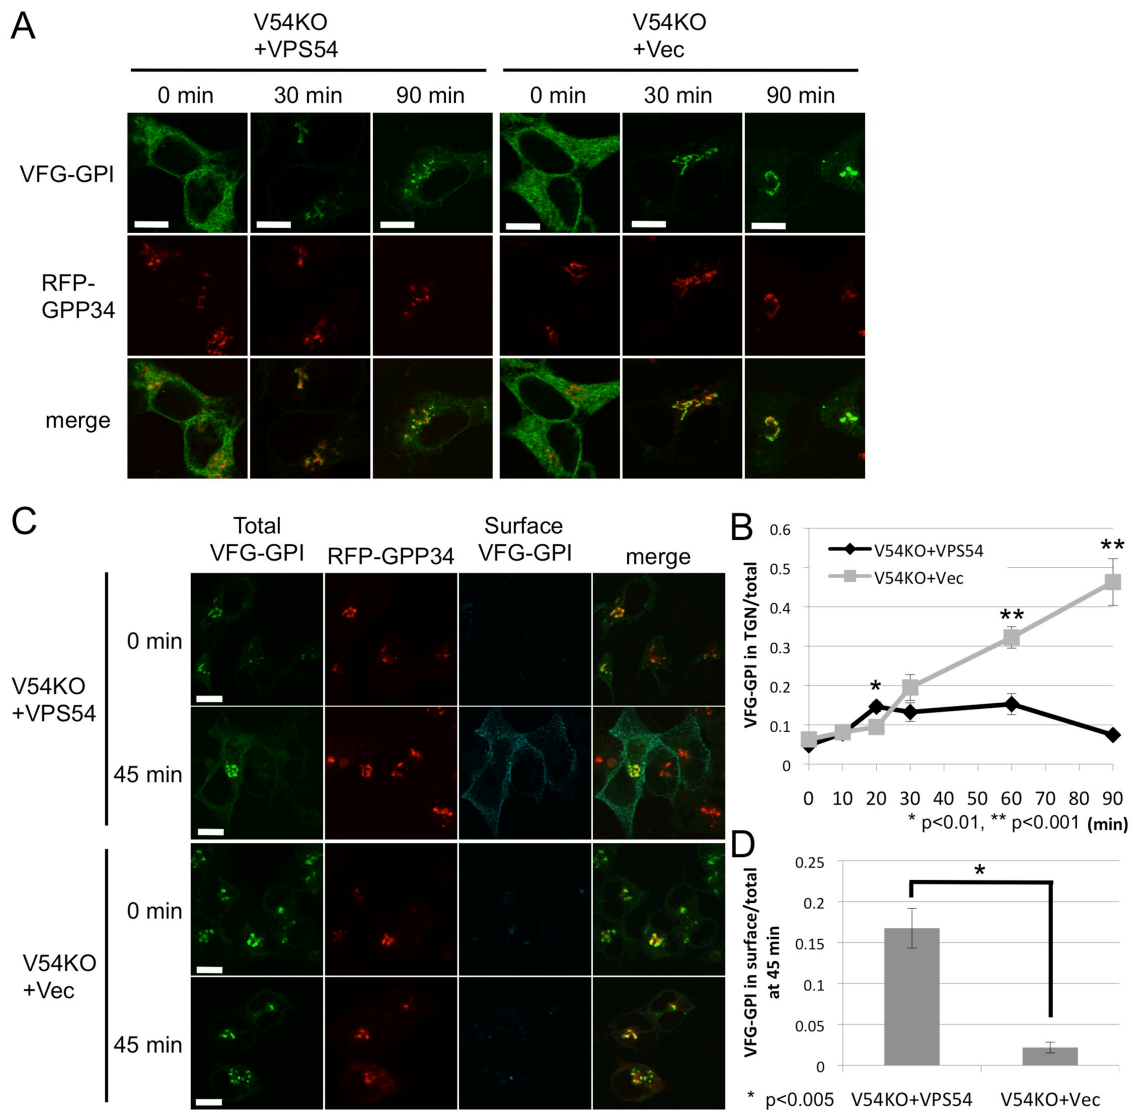 A
V54KO
+VPS54
V54KO
+Vec
0 min
30 min
90 min
0 min
30 min
90 min
VFG-GPI
RFP-
GPP34
merge
C
Total
VFG-GPI
RFP-GPP34
Surface
VFG-GPI
merge
V54KO
+VPS54
0 min
45 min
V54KO
+Vec
0 min
45 min
B
VFG-GPI in TGN/total
0.6
0.5
0.4
0.3
0.2
0.1
0
V54KO+VPS54
V54KO+Vec
*
**
**
0 10 20 30 40 50 60 70 80 90
* p<0.01, ** p<0.001 (min)
D
VFG-GPI in surface/total
at 45 min
0.25
0.2
0.15
0.1
0.05
0
*
V54KO+VPS54
V54KO+Vec
* p<0.005